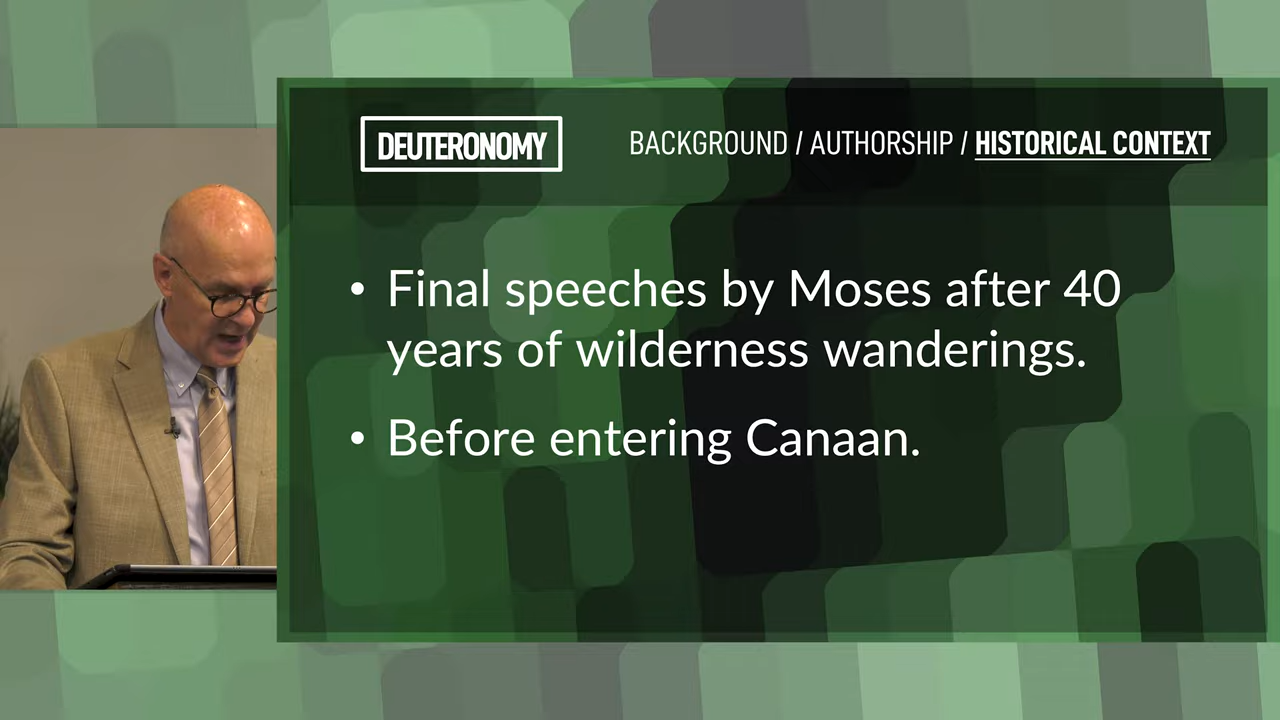 DEUTERONOMY
BACKGROUND / AUTHORSHIP / HISTORICAL CONTEXT
• Final speeches by Moses after 40
years of wilderness wanderings.
• Before entering Canaan.